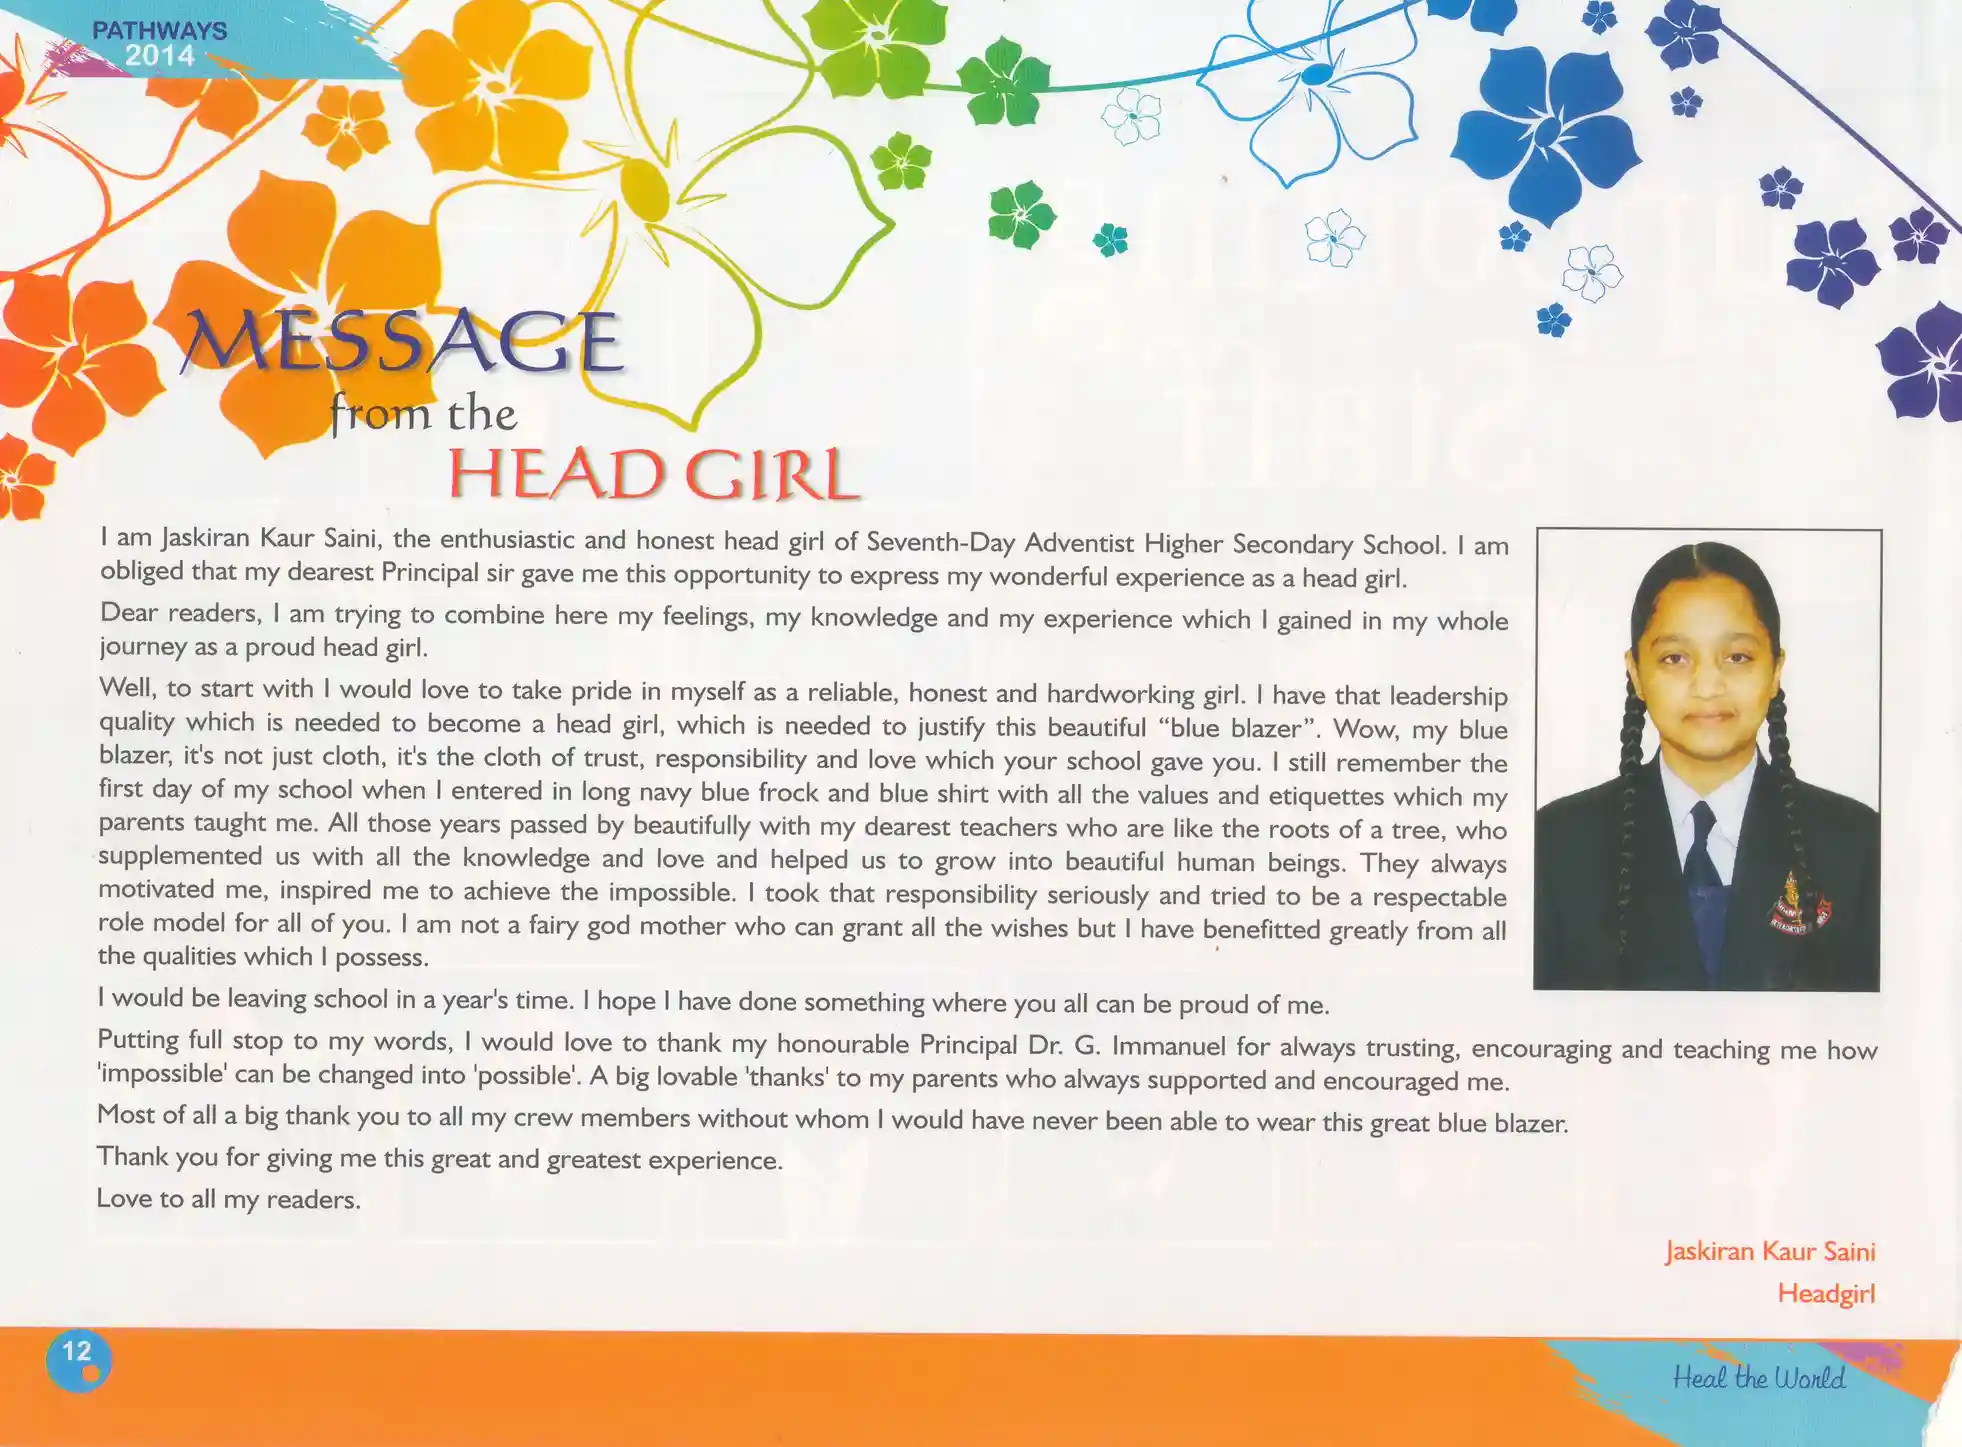 PATHWAYS
2014
MESSAGE
from the
HEAD GIRL
I am Jaskiran Kaur Saini, the enthusiastic and honest head girl of Seventh-Day Adventist Higher Secondary School. I am
obliged that my dearest Principal sir gave me this opportunity to express my wonderful experience as a head girl.
Dear readers, I am trying to combine here my feelings, my knowledge and my experience which I gained in my whole
journey as a proud head girl.
Well, to start with I would love to take pride in myself as a reliable, honest and hardworking girl. I have that leadership
quality which is needed to become a head girl, which is needed to justify this beautiful “blue blazer”. Wow, my blue
blazer, it's not just cloth, it's the cloth of trust, responsibility and love which your school gave you. I still remember the
first day of my school when I entered in long navy blue frock and blue shirt with all the values and etiquettes which my
parents taught me. All those years passed by beautifully with my dearest teachers who are like the roots of a tree, who
supplemented us with all the knowledge and love and helped us to grow into beautiful human beings. They always
motivated me, inspired me to achieve the impossible. I took that responsibility seriously and tried to be a respectable
role model for all of you. I am not a fairy god mother who can grant all the wishes but I have benefitted greatly from all
the qualities which I possess.
I would be leaving school in a year's time. I hope I have done something where you all can be proud of me.
Putting full stop to my words, I would love to thank my honourable Principal Dr. G. Immanuel for always trusting, encouraging and teaching me how
'impossible' can be changed into 'possible'. A big lovable 'thanks' to my parents who always supported and encouraged me.
Most of all a big thank you to all my crew members without whom I would have never been able to wear this great blue blazer.
Thank you for giving me this great and greatest experience.
Love to all my readers.
Jaskiran Kaur Saini
Headgirl
12
Heal the World